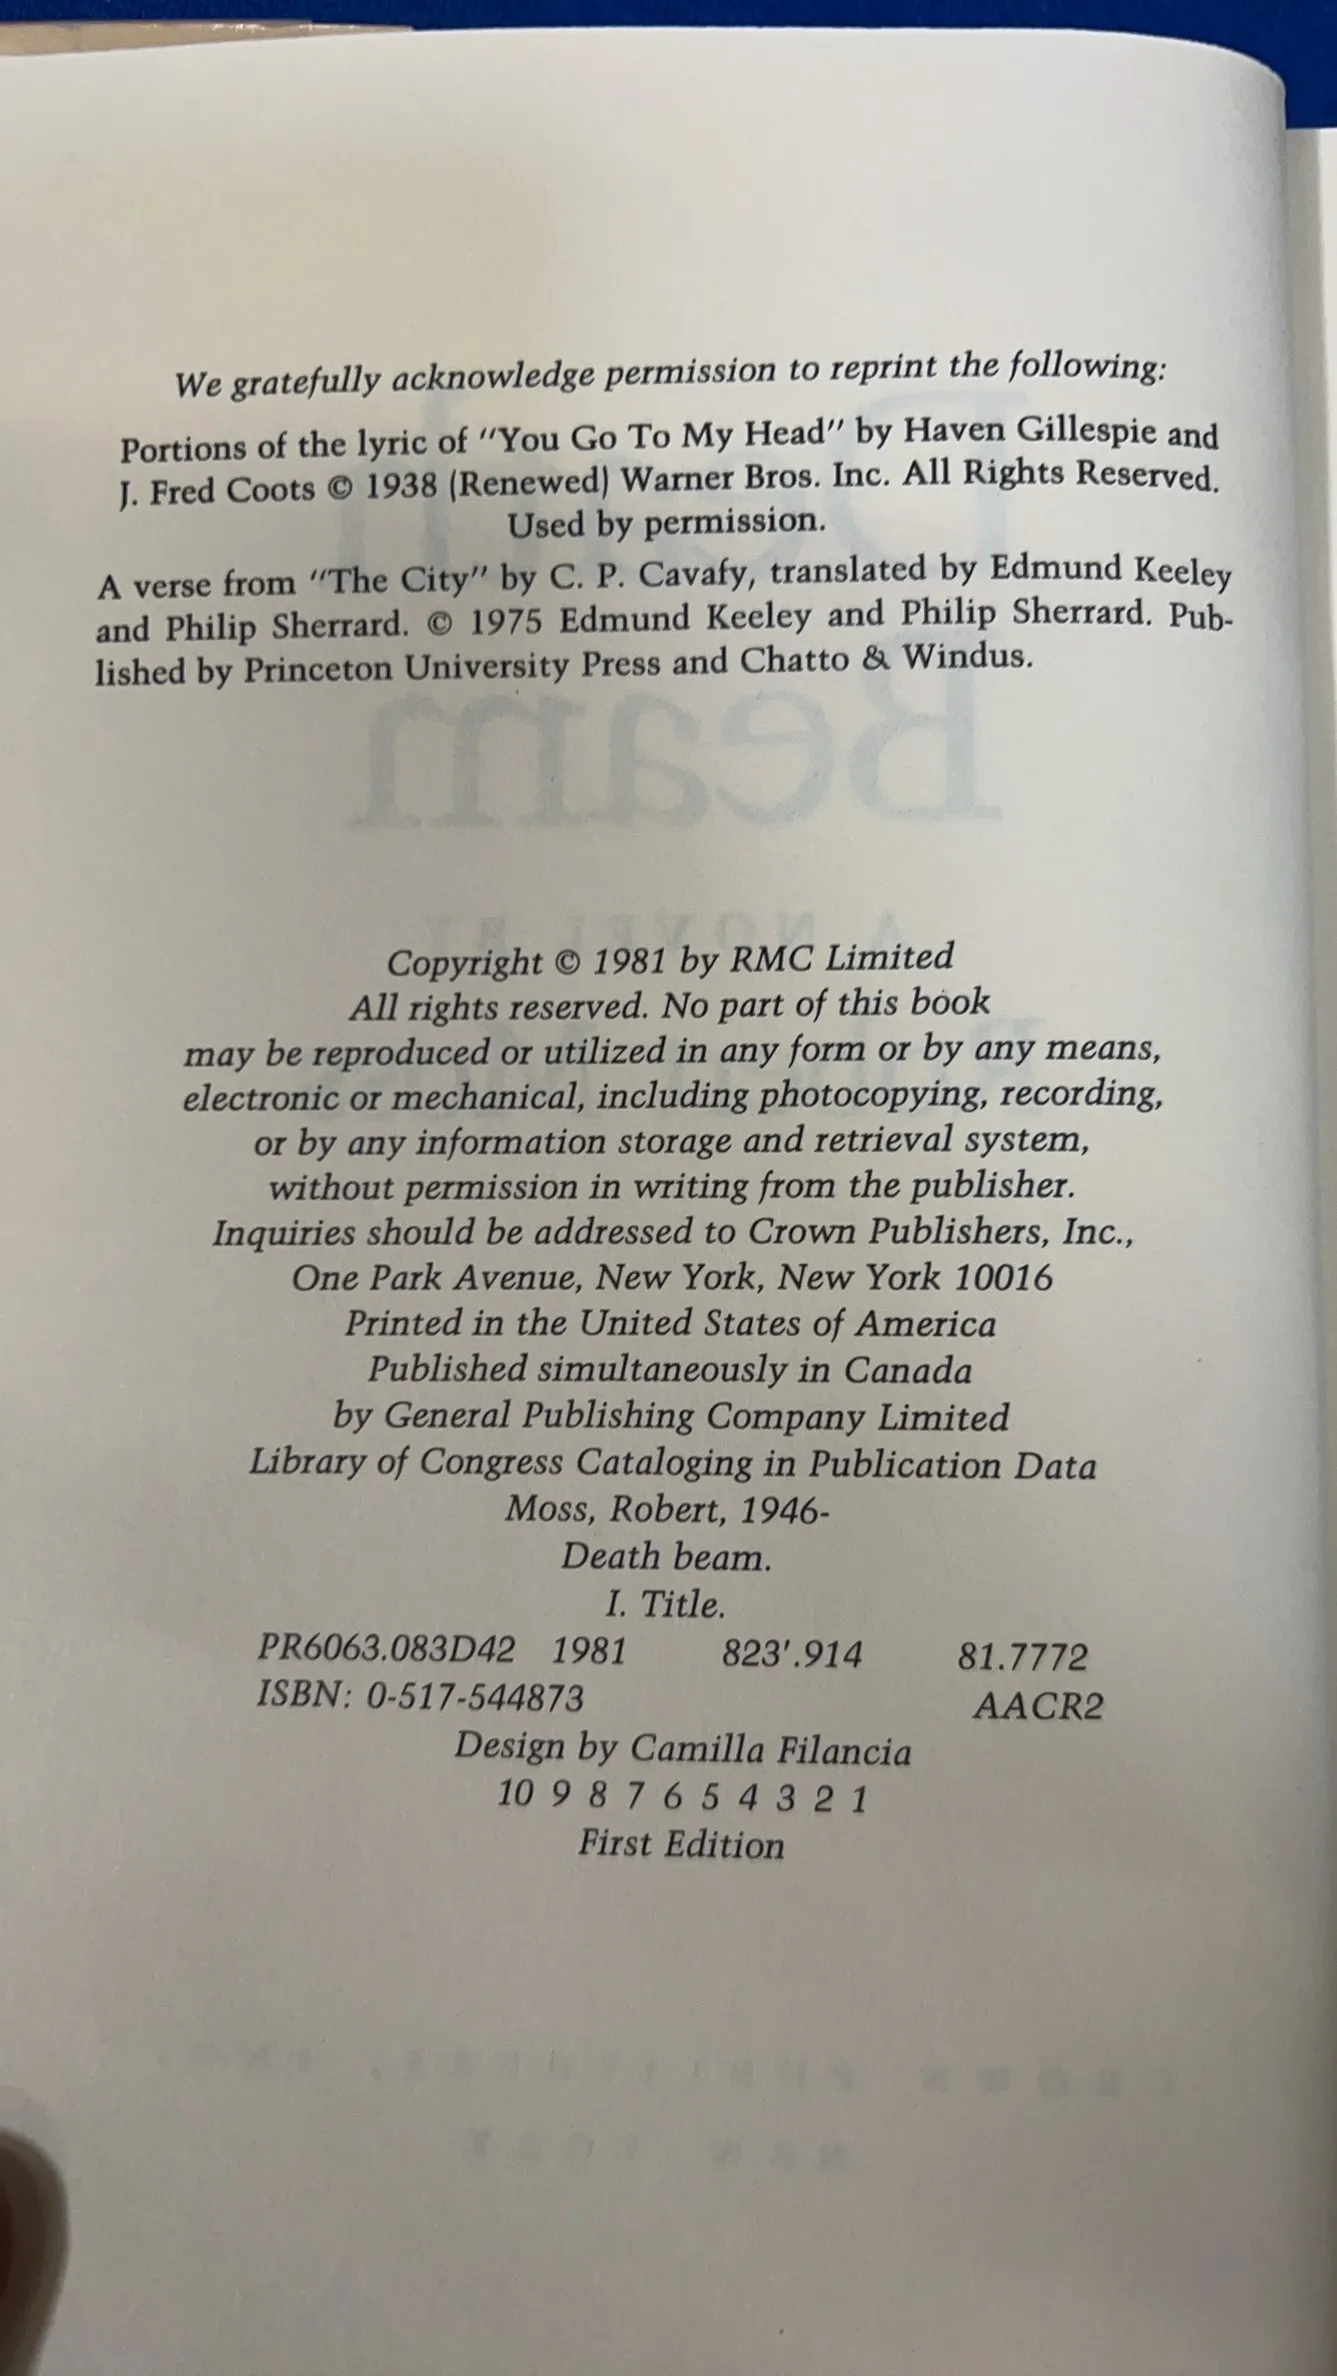 We gratefully acknowledge permission to reprint the following:
Portions of the lyric of "You Go To My Head" by Haven Gillespie and
J. Fred Coots © 1938 (Renewed) Warner Bros. Inc. All Rights Reserved.
Used by permission.
A verse from "The City" by C. P. Cavafy, translated by Edmund Keeley
and Philip Sherrard. © 1975 Edmund Keeley and Philip Sherrard. Pub-
lished by Princeton University Press and Chatto & Windus.
Beam
A NOVEL BY
Copyright © 1981 by RMC Limited
All rights reserved. No part of this book
may be reproduced or utilized in any form or by any means,
electronic or mechanical, including photocopying, recording,
or by any information storage and retrieval system,
without permission in writing from the publisher.
Inquiries should be addressed to Crown Publishers, Inc.,
One Park Avenue, New York, New York 10016
Printed in the United States of America
Published simultaneously in Canada
by General Publishing Company Limited
Library of Congress Cataloging in Publication Data
Moss, Robert, 1946-
Death beam.
I. Title.
PR6063.083D42 1981 823'.914 81.7772
ISBN: 0-517-544873 AACR2
Design by Camilla Filancia
10 9 8 7 6 5 4 3 2 1
First Edition
CROWN PUBLISHERS, INC.
NEW YORK